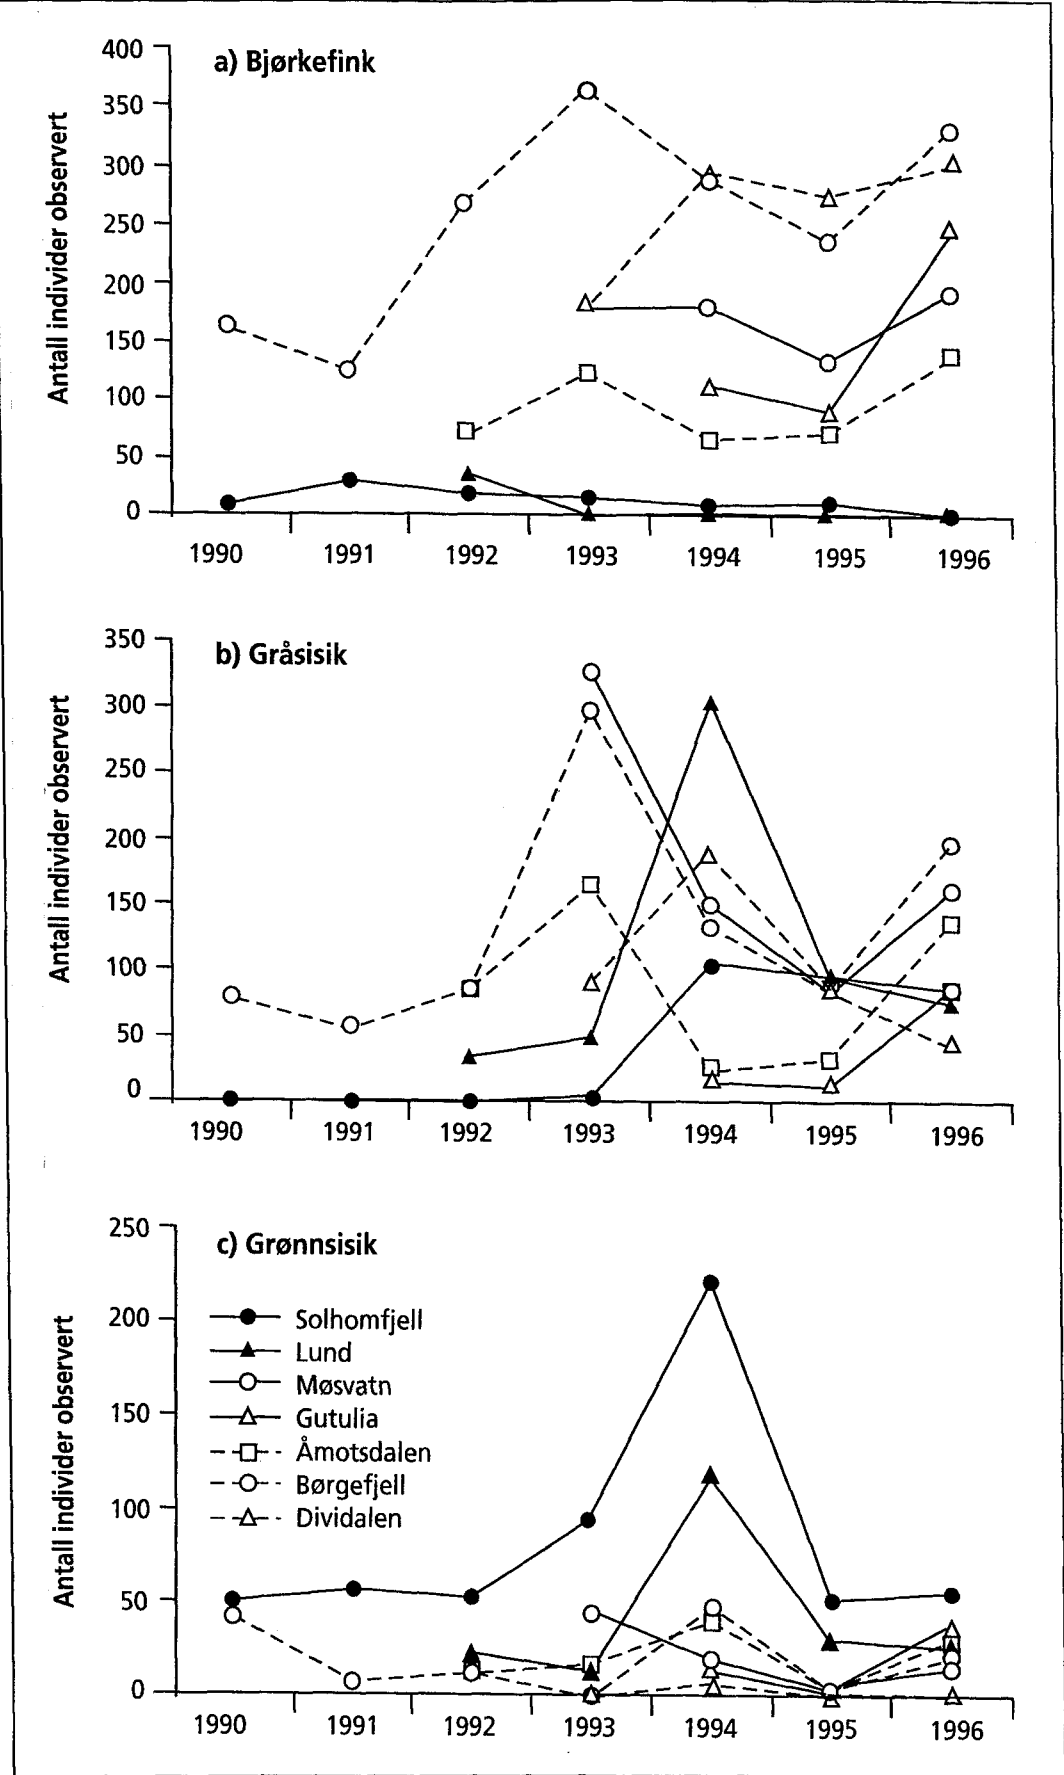 a) Bjørkefink
Antall individer observert
400
350
300
250
200
150
100
50
0
1990 1991 1992 1993 1994 1995 1996
b) Gråsisik
Antall individer observert
350
300
250
200
150
100
50
0
1990 1991 1992 1993 1994 1995 1996
c) Grønnsisik
Antall individer observert
250
200
150
100
50
0
Solhomfjell
Lund
Møsvatn
Gutulia
Åmotsdalen
Børgefjell
Dividalen
1990 1991 1992 1993 1994 1995 1996